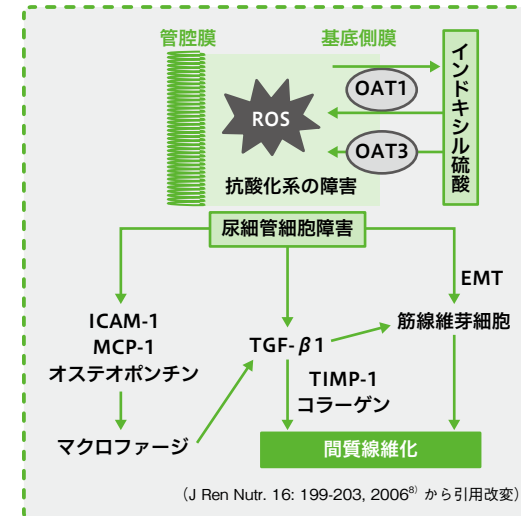 管腔膜
基底側膜
インドキシル硫酸
OAT1
ROS
OAT3
抗酸化系の障害
尿細管細胞障害
EMT
ICAM-1
MCP-1
オステオポンチン
TGF-β1
筋線維芽細胞
TIMP-1
コラーゲン
マクロファージ
間質線維化
（J Ren Nutr. 16: 199-203, 2006⁸⁾ から引用改変）